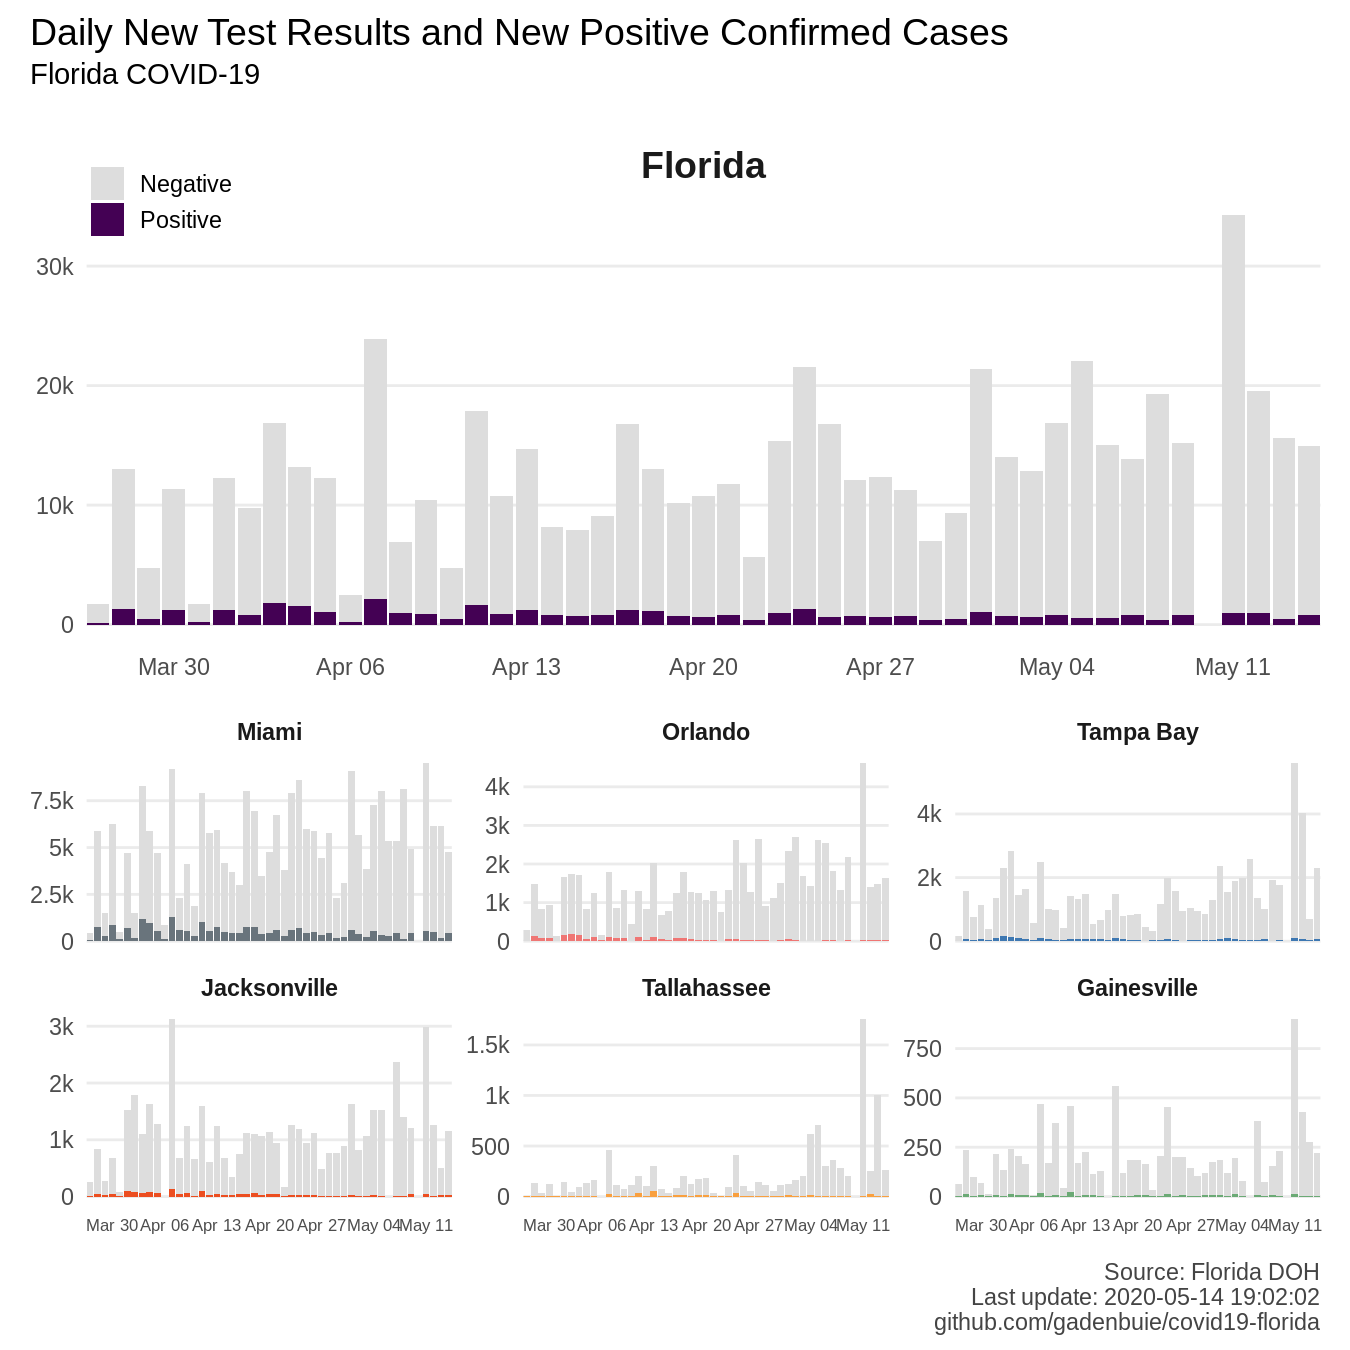 Daily New Test Results and New Positive Confirmed Cases
Florida COVID-19
Florida
Negative
Positive
30k
20k
10k
0
Mar 30 Apr 06 Apr 13 Apr 20 Apr 27 May 04 May 11
Miami Orlando Tampa Bay
7.5k
5k
2.5k
0
4k
3k
2k
1k
0
4k
2k
0
Jacksonville Tallahassee Gainesville
3k
2k
1k
0
1.5k
1k
500
0
750
500
250
0
Mar 30 Apr 06 Apr 13 Apr 20 Apr 27 May 04 May 11
Mar 30 Apr 06 Apr 13 Apr 20 Apr 27 May 04 May 11
Mar 30 Apr 06 Apr 13 Apr 20 Apr 27 May 04 May 11
Source: Florida DOH
Last update: 2020-05-14 19:02:02
github.com/gadenbuie/covid19-florida